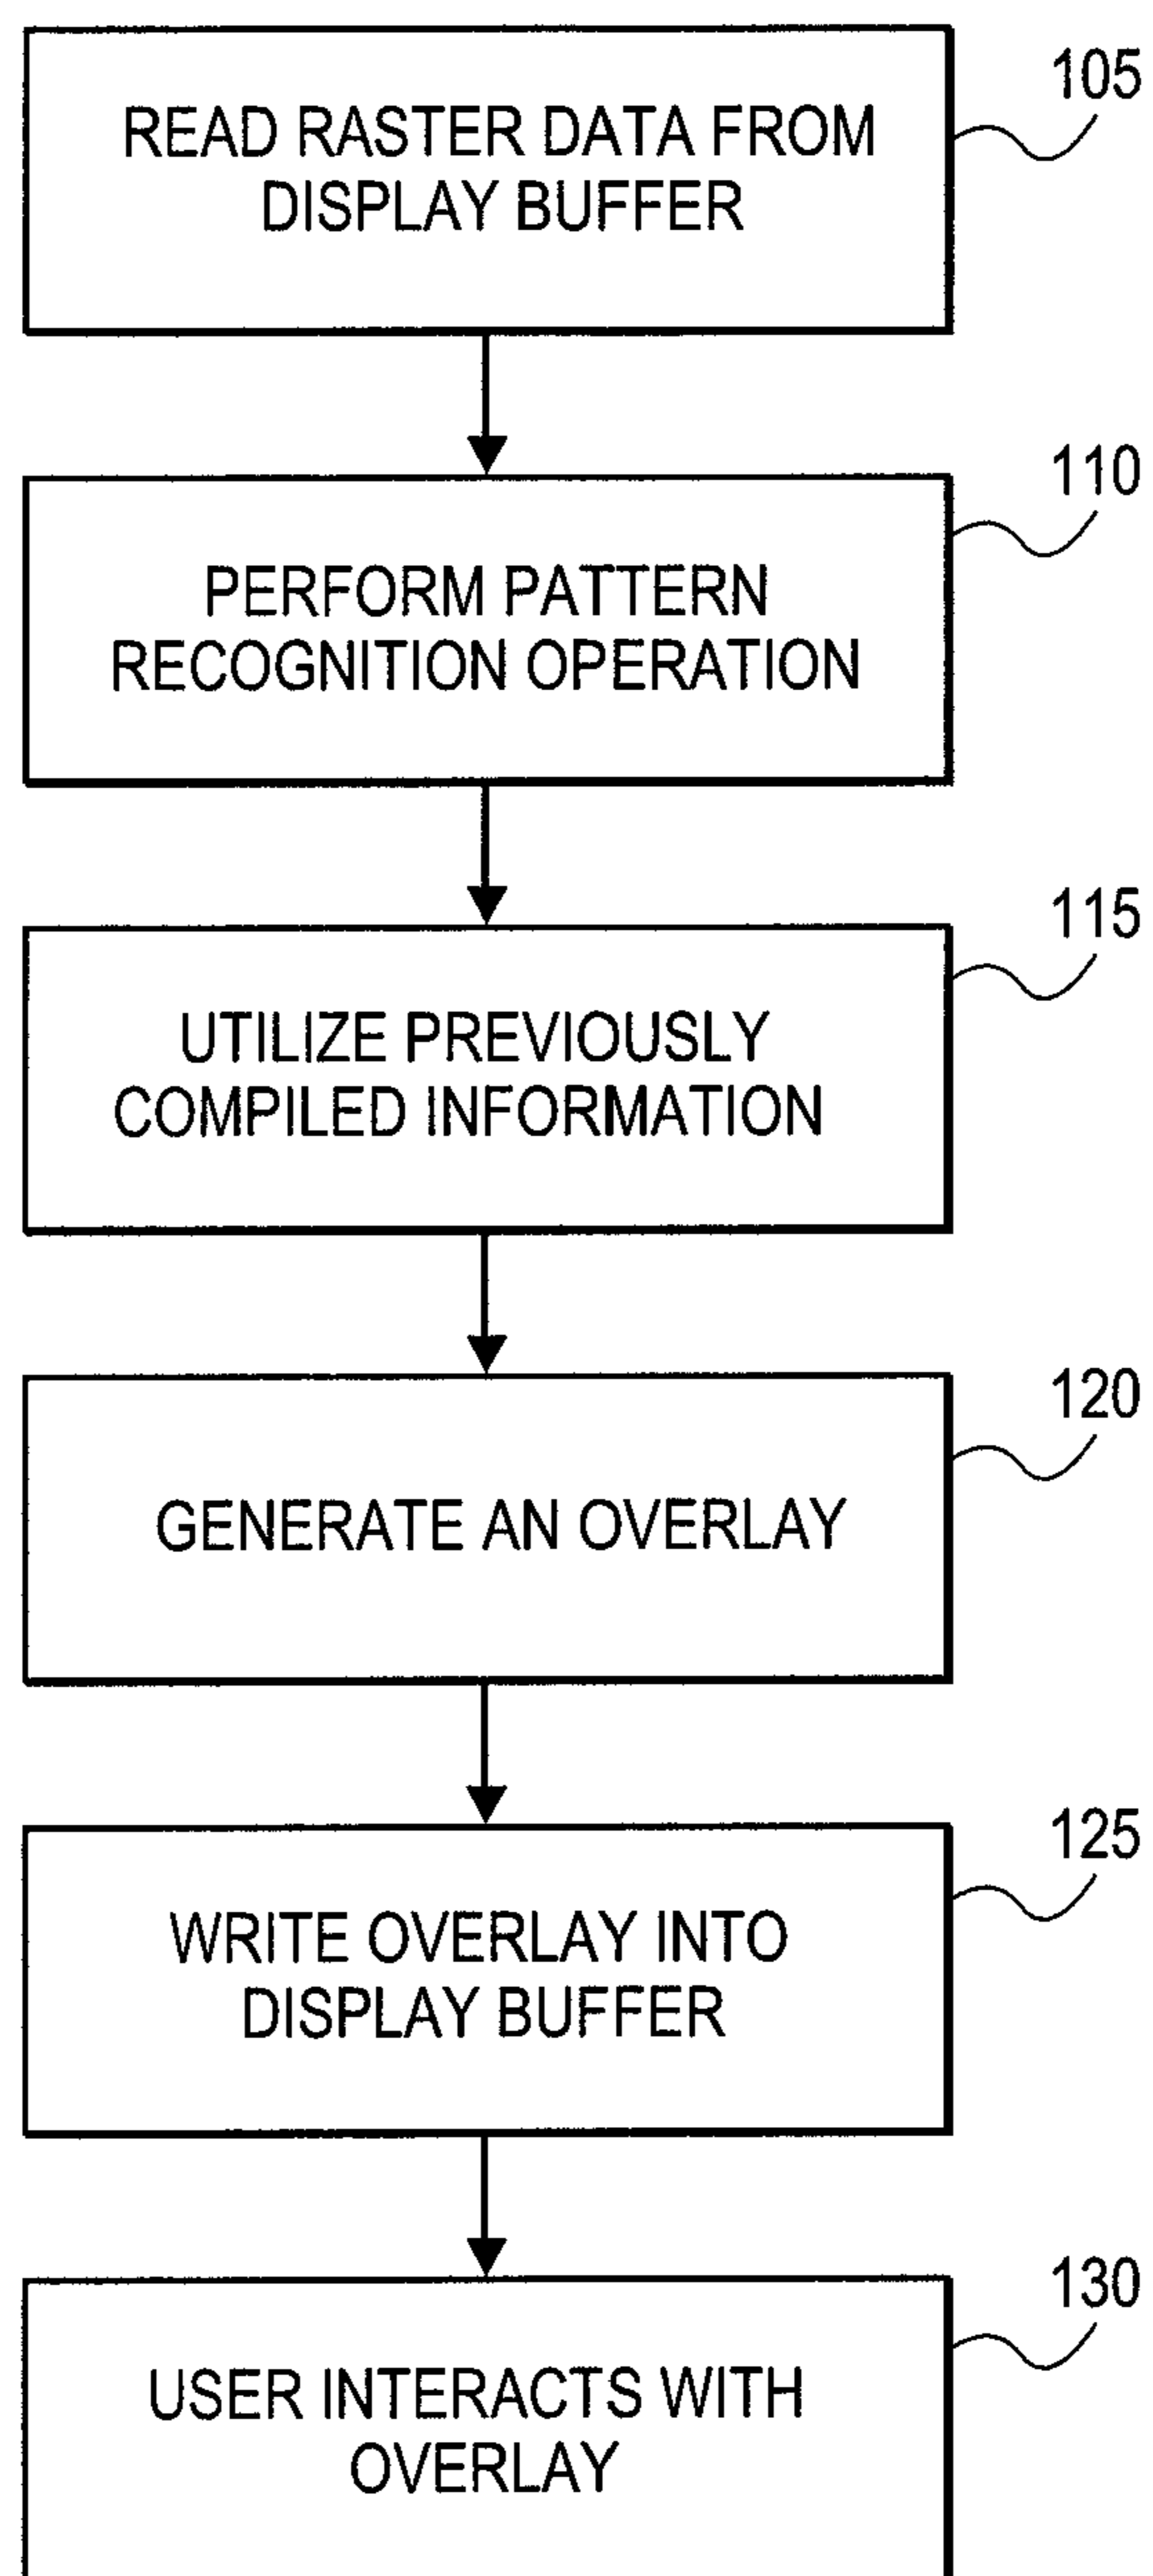 105
READ RASTER DATA FROM
DISPLAY BUFFER
110
PERFORM PATTERN
RECOGNITION OPERATION
115
UTILIZE PREVIOUSLY
COMPILED INFORMATION
120
GENERATE AN OVERLAY
125
WRITE OVERLAY INTO
DISPLAY BUFFER
130
USER INTERACTS WITH
OVERLAY